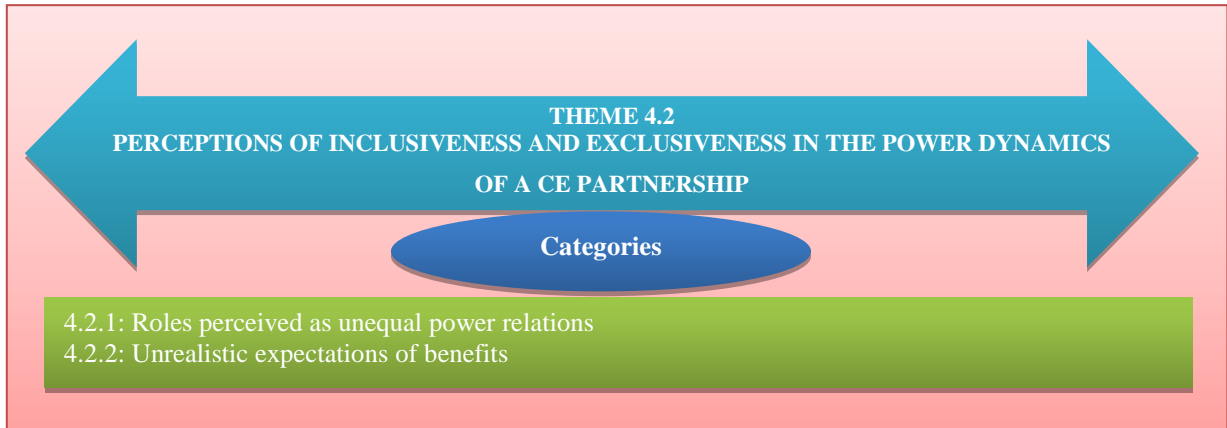 THEME 4.2
PERCEPTIONS OF INCLUSIVENESS AND EXCLUSIVENESS IN THE POWER DYNAMICS
OF A CE PARTNERSHIP
Categories
4.2.1: Roles perceived as unequal power relations
4.2.2: Unrealistic expectations of benefits